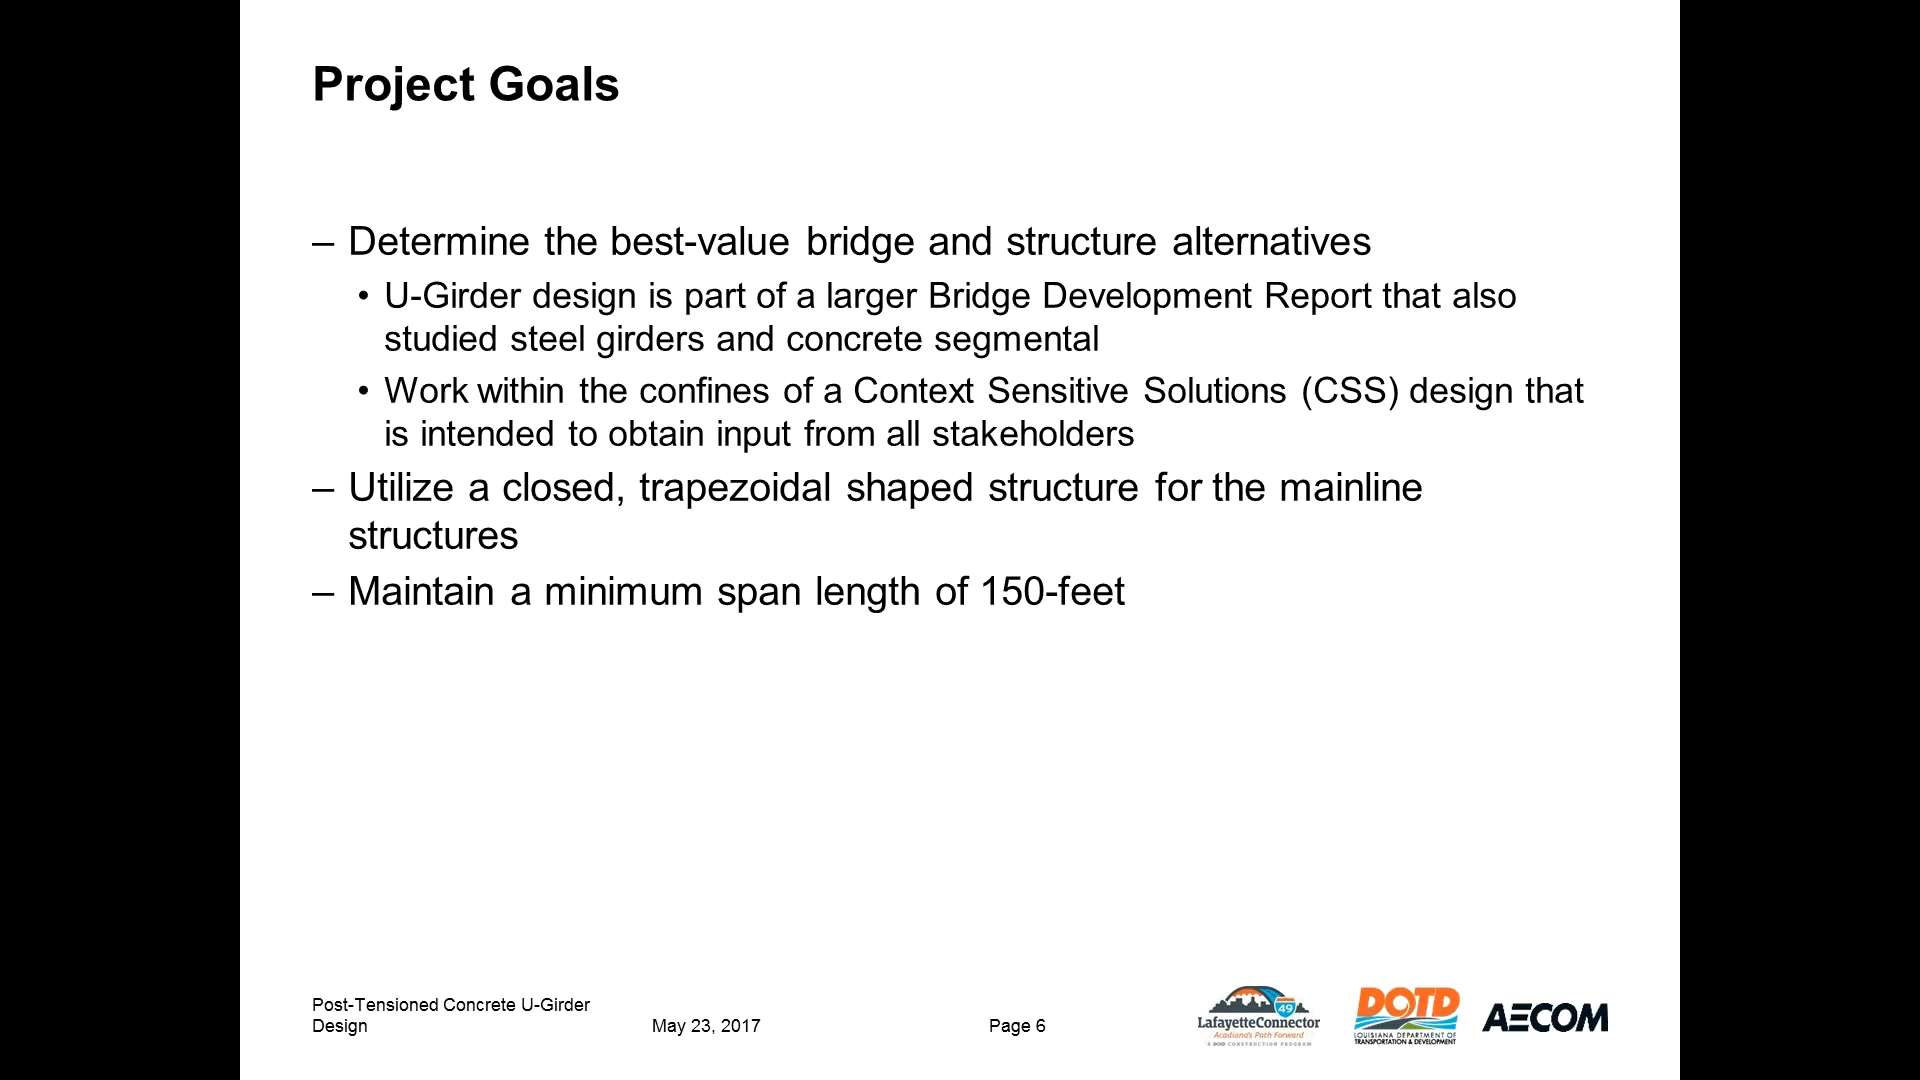 Project Goals
– Determine the best-value bridge and structure alternatives
• U-Girder design is part of a larger Bridge Development Report that also
studied steel girders and concrete segmental
• Work within the confines of a Context Sensitive Solutions (CSS) design that
is intended to obtain input from all stakeholders
– Utilize a closed, trapezoidal shaped structure for the mainline
structures
– Maintain a minimum span length of 150-feet
Post-Tensioned Concrete U-Girder
Design
May 23, 2017
Page 6
49
LafayetteConnector
Acadiana's Path Forward
A DOTD CONSTRUCTION PROGRAM
DOTD
LOUISIANA DEPARTMENT OF
TRANSPORTATION & DEVELOPMENT
AECOM